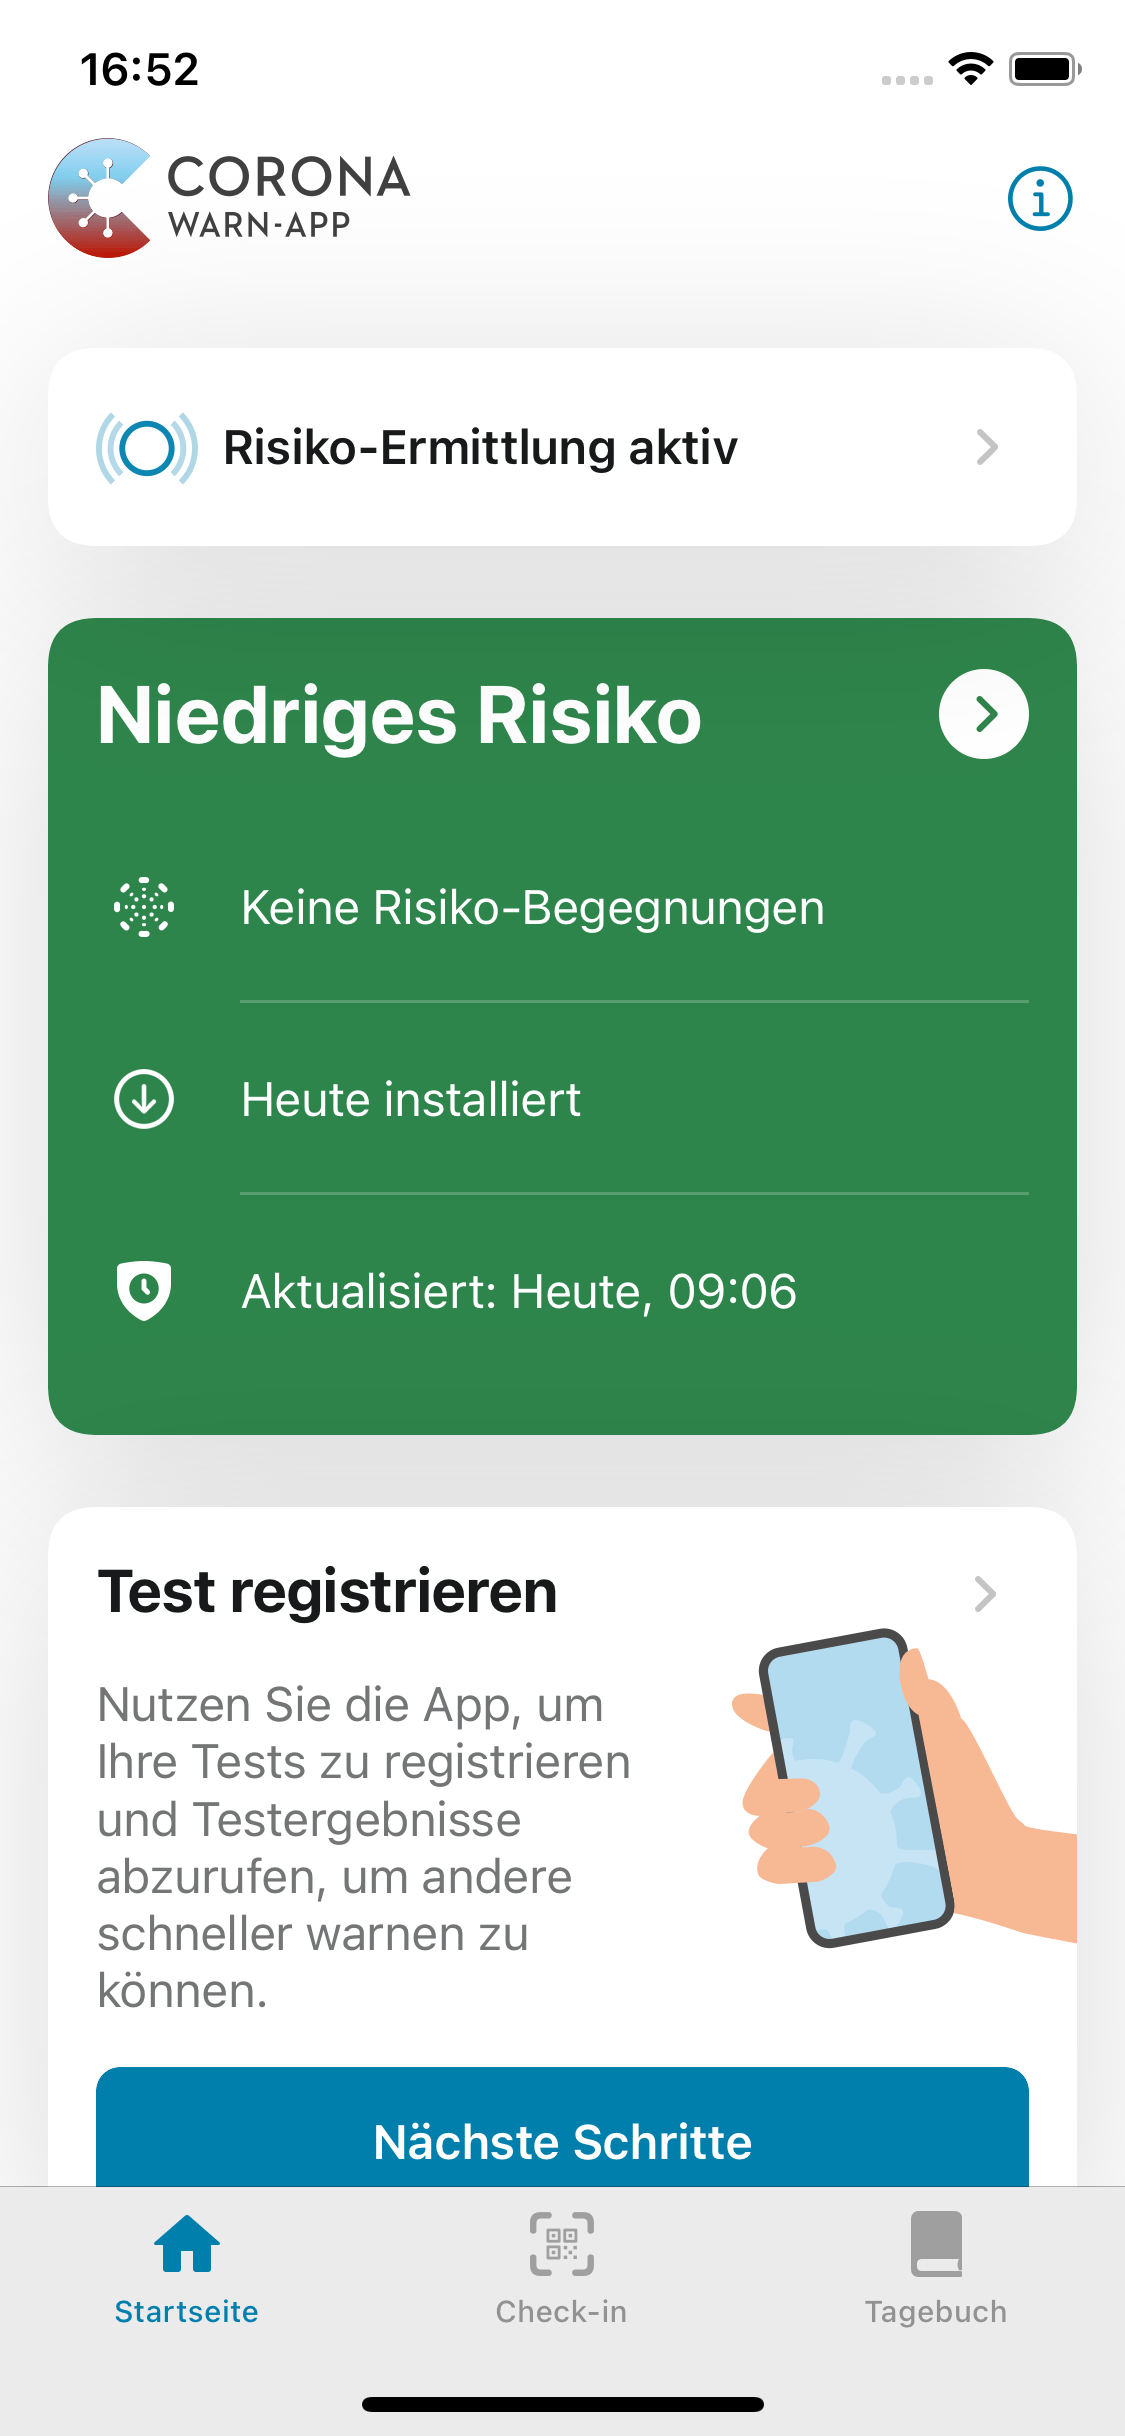 16:52
CORONA
WARN-APP
Risiko-Ermittlung aktiv
Niedriges Risiko
Keine Risiko-Begegnungen
Heute installiert
Aktualisiert: Heute, 09:06
Test registrieren
Nutzen Sie die App, um
Ihre Tests zu registrieren
und Testergebnisse
abzurufen, um andere
schneller warnen zu
können.
Nächste Schritte
Startseite
Check-in
Tagebuch